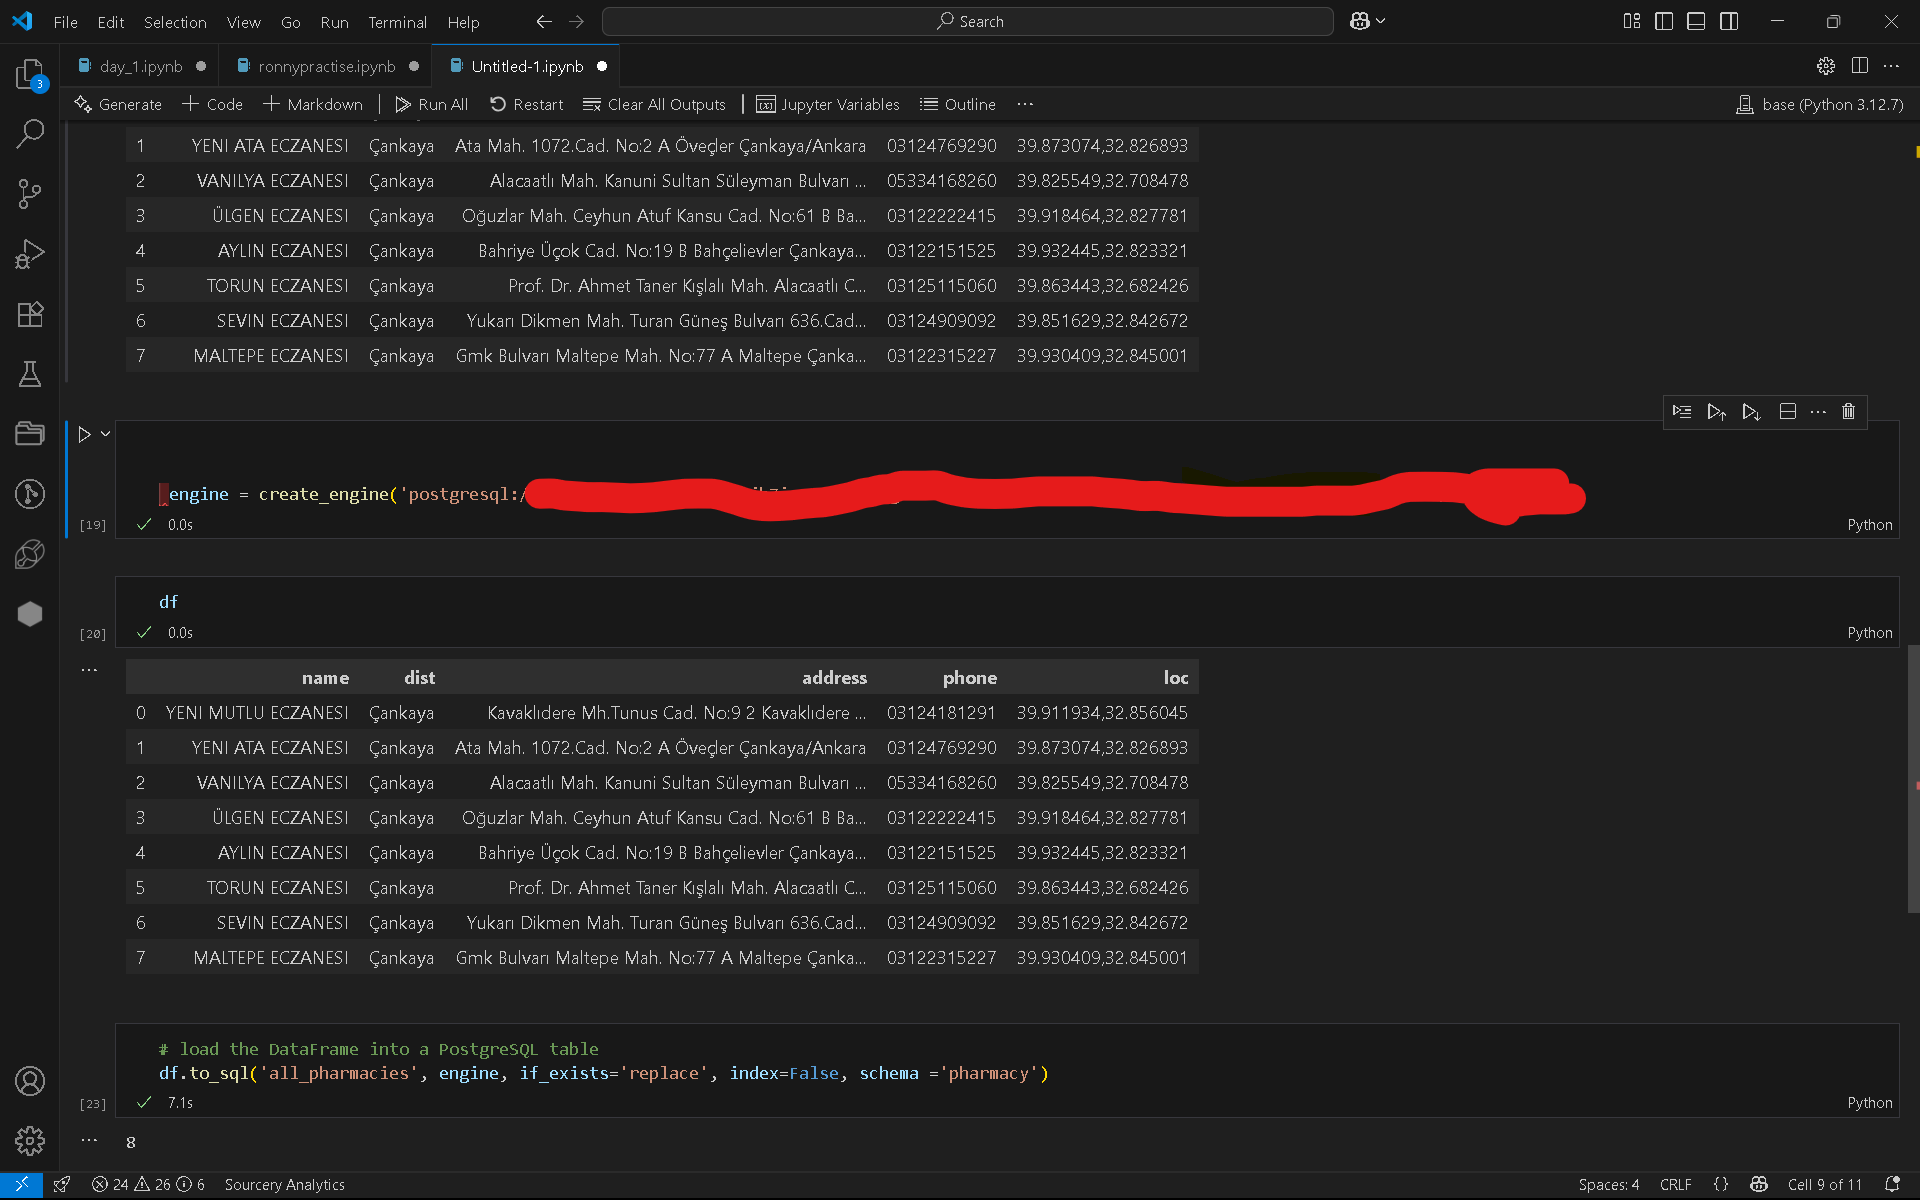 File Edit Selection View Go Run Terminal Help Search
day_1.ipynb ronnypractise.ipynb Untitled-1.ipynb
Generate Code Markdown Run All Restart Clear All Outputs Jupyter Variables Outline ... base (Python 3.12.7)
3
1 YENI ATA ECZANESI Çankaya Ata Mah. 1072.Cad. No:2 A Öveçler Çankaya/Ankara 03124769290 39.873074,32.826893
2 VANILYA ECZANESI Çankaya Alacaatlı Mah. Kanuni Sultan Süleyman Bulvarı ... 05334168260 39.825549,32.708478
3 ÜLGEN ECZANESI Çankaya Oğuzlar Mah. Ceyhun Atuf Kansu Cad. No:61 B Ba... 03122222415 39.918464,32.827781
4 AYLIN ECZANESI Çankaya Bahriye Üçok Cad. No:19 B Bahçelievler Çankaya... 03122151525 39.932445,32.823321
5 TORUN ECZANESI Çankaya Prof. Dr. Ahmet Taner Kışlalı Mah. Alacaatlı C... 03125115060 39.863443,32.682426
6 SEVIN ECZANESI Çankaya Yukarı Dikmen Mah. Turan Güneş Bulvarı 636.Cad... 03124909092 39.851629,32.842672
7 MALTEPE ECZANESI Çankaya Gmk Bulvarı Maltepe Mah. No:77 A Maltepe Çanka... 03122315227 39.930409,32.845001
engine = create_engine('postgresql:/
[19] 0.0s Python
df
[20] 0.0s Python
name dist address phone loc
0 YENI MUTLU ECZANESI Çankaya Kavaklıdere Mh.Tunus Cad. No:9 2 Kavaklıdere ... 03124181291 39.911934,32.856045
1 YENI ATA ECZANESI Çankaya Ata Mah. 1072.Cad. No:2 A Öveçler Çankaya/Ankara 03124769290 39.873074,32.826893
2 VANILYA ECZANESI Çankaya Alacaatlı Mah. Kanuni Sultan Süleyman Bulvarı ... 05334168260 39.825549,32.708478
3 ÜLGEN ECZANESI Çankaya Oğuzlar Mah. Ceyhun Atuf Kansu Cad. No:61 B Ba... 03122222415 39.918464,32.827781
4 AYLIN ECZANESI Çankaya Bahriye Üçok Cad. No:19 B Bahçelievler Çankaya... 03122151525 39.932445,32.823321
5 TORUN ECZANESI Çankaya Prof. Dr. Ahmet Taner Kışlalı Mah. Alacaatlı C... 03125115060 39.863443,32.682426
6 SEVIN ECZANESI Çankaya Yukarı Dikmen Mah. Turan Güneş Bulvarı 636.Cad... 03124909092 39.851629,32.842672
7 MALTEPE ECZANESI Çankaya Gmk Bulvarı Maltepe Mah. No:77 A Maltepe Çanka... 03122315227 39.930409,32.845001
# load the DataFrame into a PostgreSQL table
df.to_sql('all_pharmacies', engine, if_exists='replace', index=False, schema ='pharmacy')
[23] 7.1s Python
... 8
24 26 6 Sourcery Analytics Spaces: 4 CRLF {} Cell 9 of 11